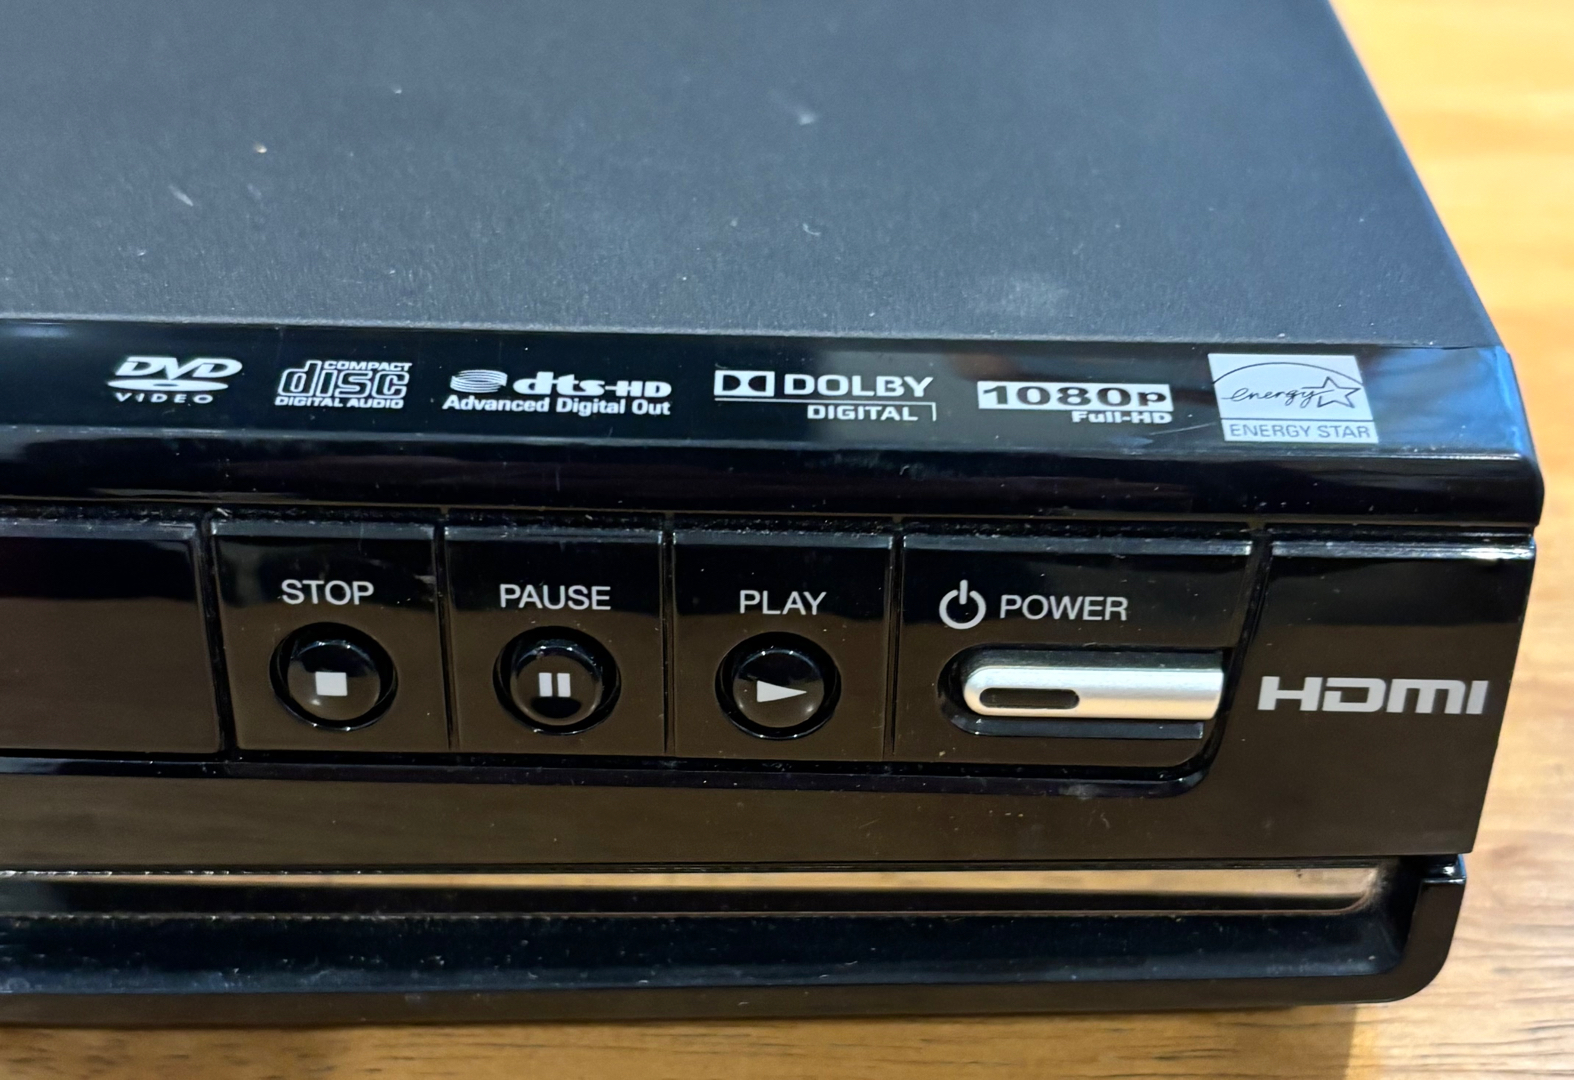 DVD
VIDEO
COMPACT
disc
DIGITAL AUDIO
dts-HD
Advanced Digital Out
DOLBY
DIGITAL
1080p
Full-HD
energy
ENERGY STAR
STOP
PAUSE
PLAY
POWER
HDMI